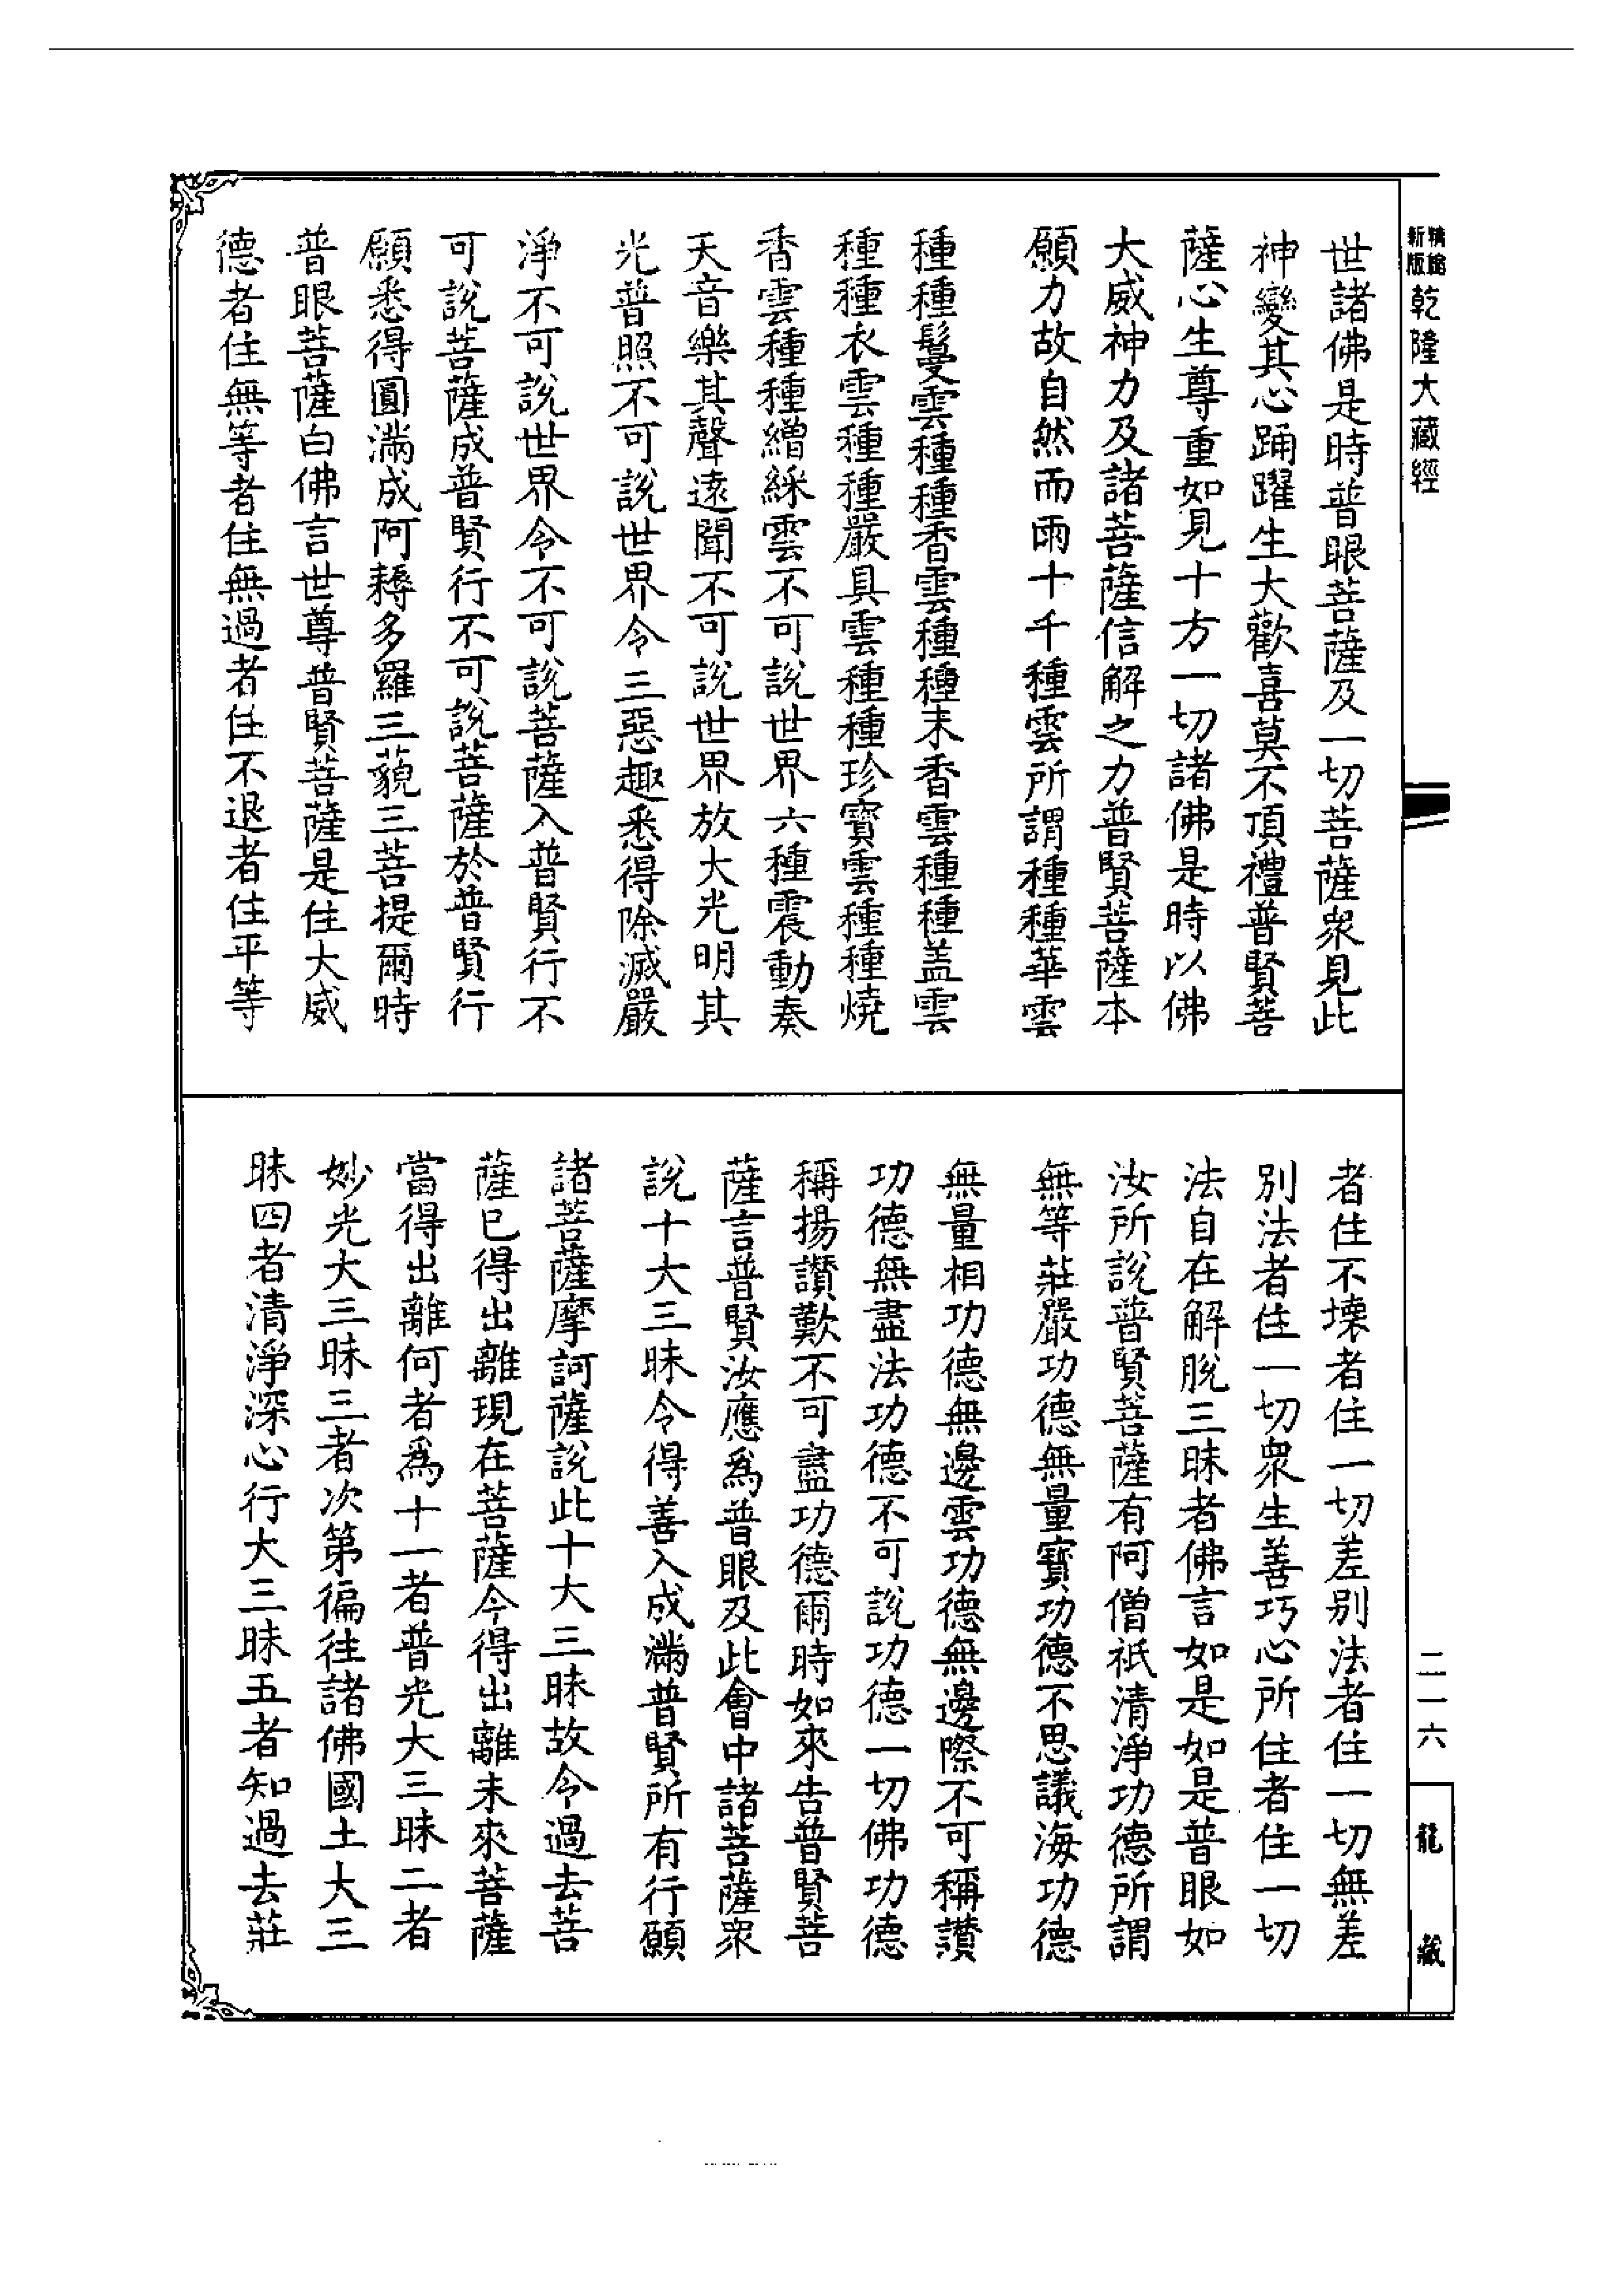 新版
精縮
乾隆大藏經
世諸佛是時普眼菩薩及一切菩薩衆見此
神變其心踊躍生大歡喜莫不頂禮普賢菩
薩心生尊重如見十方一切諸佛是時以佛
大威神力及諸菩薩信解之力普賢菩薩本
願力故自然而雨十千種雲所謂種種華雲
種種鬘雲種種香雲種種末香雲種種蓋雲
種種衣雲種種嚴具雲種種珍寶雲種種燒
香雲種種繒綵雲不可說世界六種震動奏
天音樂其聲遠聞不可說世界放大光明其
光普照不可說世界令三惡趣悉得除滅嚴
淨不可說世界令不可說菩薩入普賢行不
可說菩薩成普賢行不可說菩薩於普賢行
願悉得圓滿成阿耨多羅三藐三菩提爾時
普眼菩薩白佛言世尊普賢菩薩是住大威
德者住無等者住無過者住不退者住平等
者住不壞者住一切差別法者住一切無差
別法者住一切衆生善巧心所住者住一切
法自在解脫三昧者佛言如是如是普眼如
汝所說普賢菩薩有阿僧祇清淨功德所謂
無等莊嚴功德無量寶功德不思議海功德
無量相功德無邊雲功德無邊際不可稱讚
功德無盡法功德不可說功德一切佛功德
稱揚讚歎不可盡功德爾時如來告普賢菩
薩言普賢汝應爲普眼及此會中諸菩薩衆
說十大三昧令得善入成滿普賢所有行願
諸菩薩摩訶薩說此十大三昧故令過去菩
薩已得出離現在菩薩今得出離未來菩薩
當得出離何者爲十一者普光大三昧二者
妙光大三昧三者次第徧往諸佛國土大三
昧四者清淨深心行大三昧五者知過去莊
二一六
龍藏